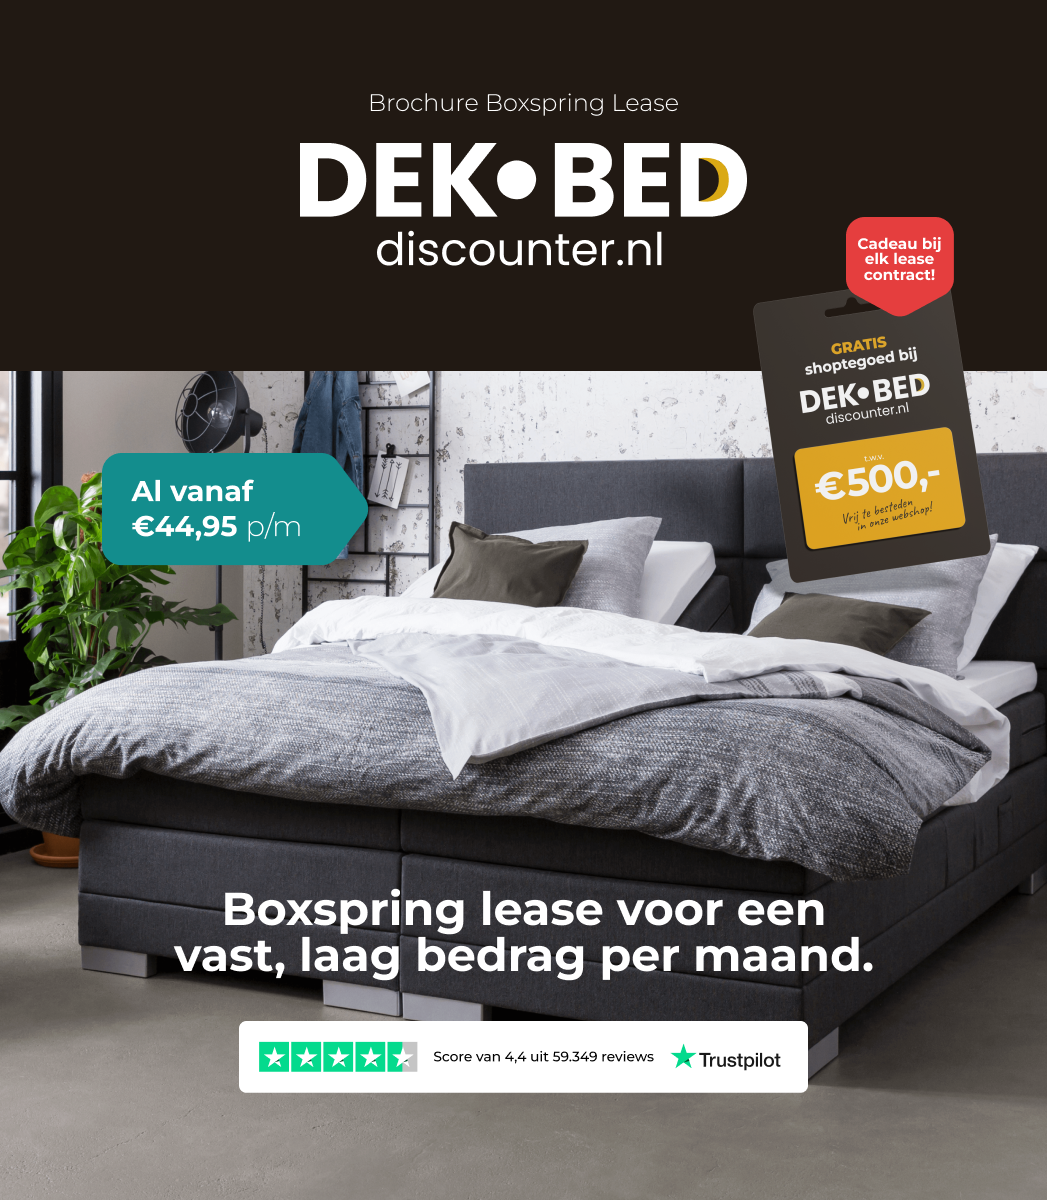 Brochure Boxspring Lease
DEK•BED
discounter.nl
Cadeau bij
elk lease
contract!
GRATIS
shoptegoed bij
DEK•BED
discounter.nl
t.w.v.
€500,-
Vrij te besteden
in onze webshop!
Al vanaf
€44,95 p/m
Boxspring lease voor een
vast, laag bedrag per maand.
Score van 4,4 uit 59.349 reviews
Trustpilot